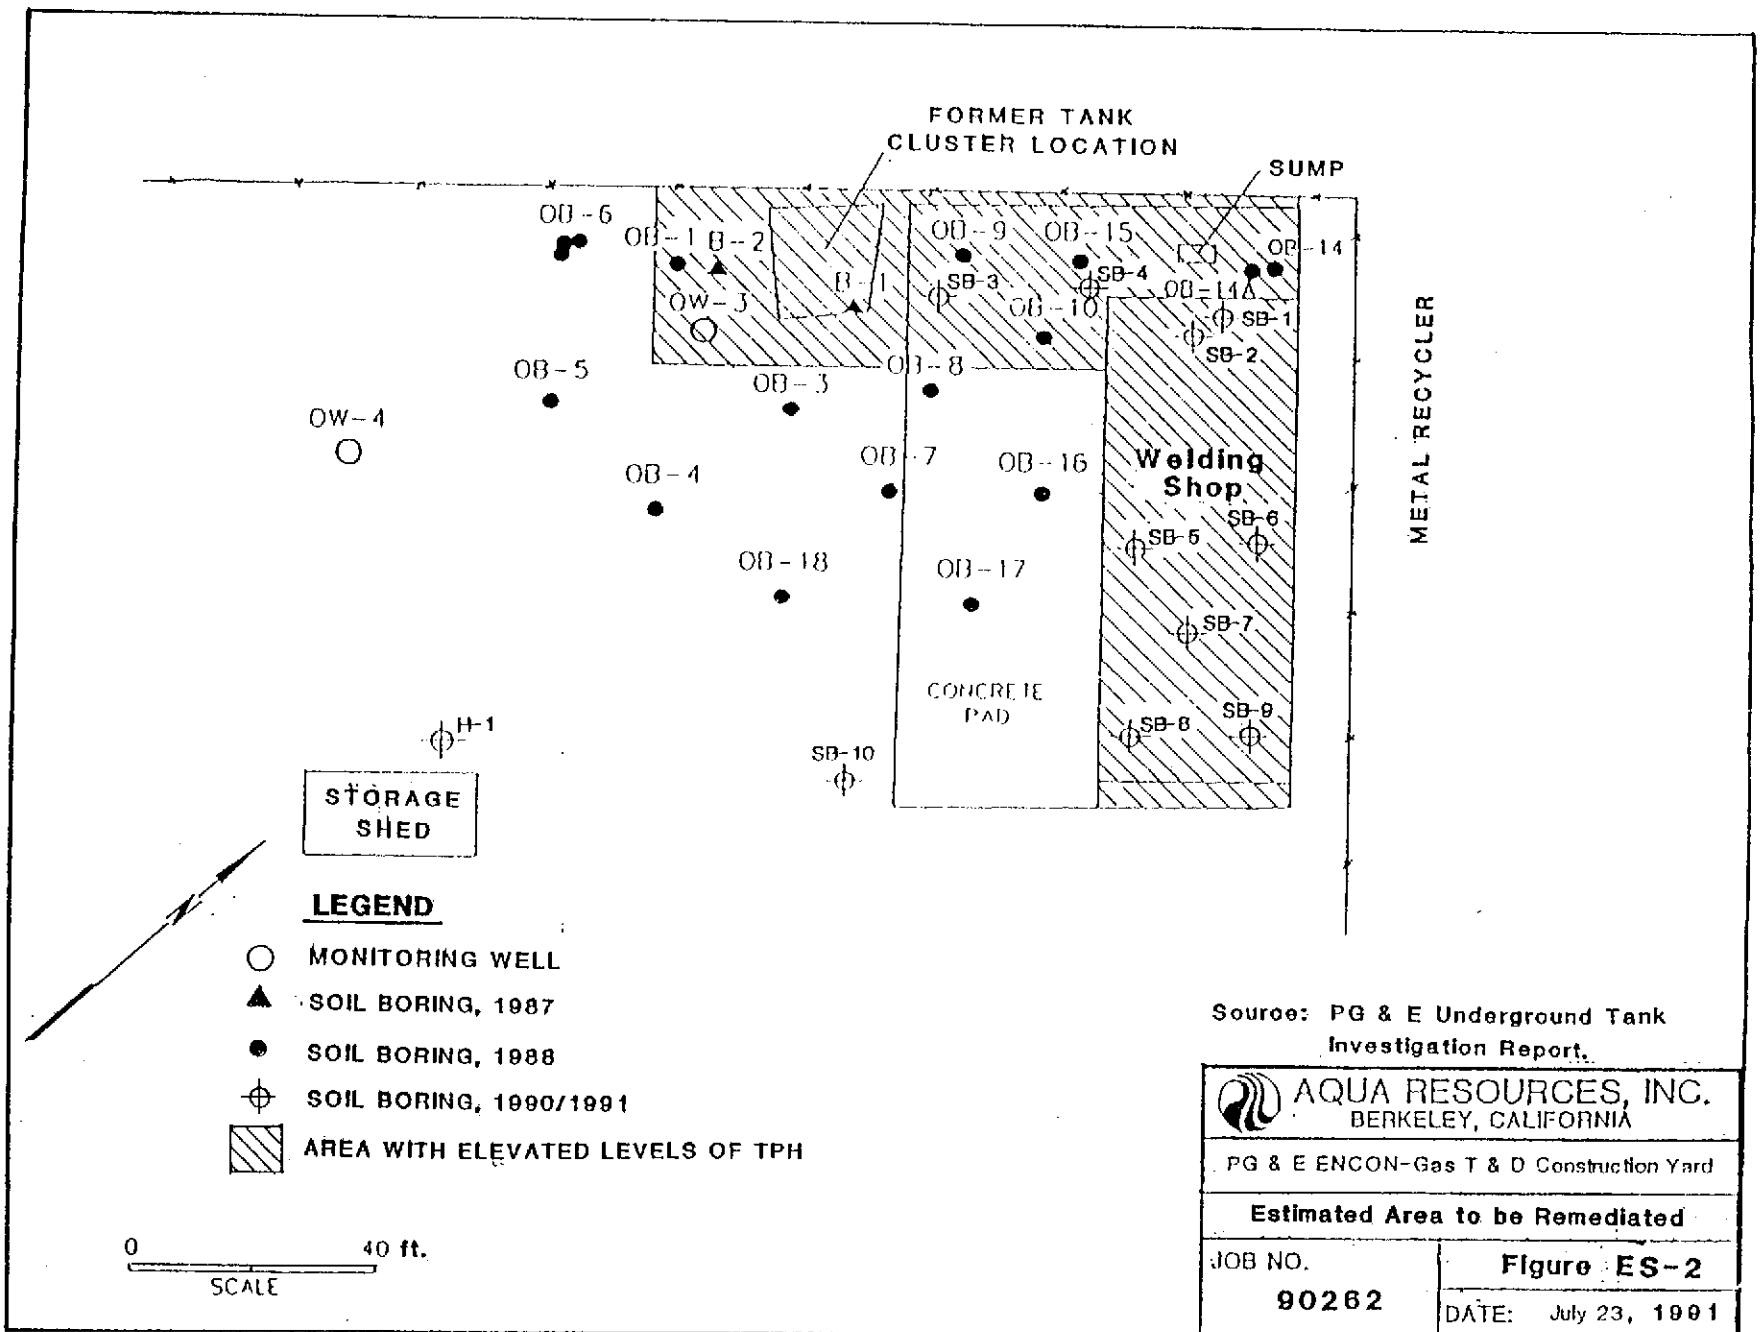 FORMER TANK
CLUSTER LOCATION
SUMP
OB-6
OB-1
B-2
OB-9
OB-15
OB-14
B-1
SB-3
SB-4
OB-14A
OW-3
OB-10
SB-1
SB-2
OB-5
OB-3
OB-8
METAL RECYCLER
OW-4
OB-4
OB-7
OB-16
Welding
Shop
SB-5
SB-6
OB-18
OB-17
SB-7
CONCRETE
PAD
H-1
SB-10
SB-8
SB-9
STORAGE
SHED
N
LEGEND
MONITORING WELL
SOIL BORING, 1987
SOIL BORING, 1988
SOIL BORING, 1990/1991
AREA WITH ELEVATED LEVELS OF TPH
0 40 ft.
SCALE
Source: PG & E Underground Tank
Investigation Report.
AQUA RESOURCES, INC.
BERKELEY, CALIFORNIA
PG & E ENCON-Gas T & D Construction Yard
Estimated Area to be Remediated
JOB NO.
90262
Figure ES-2
DATE: July 23, 1991